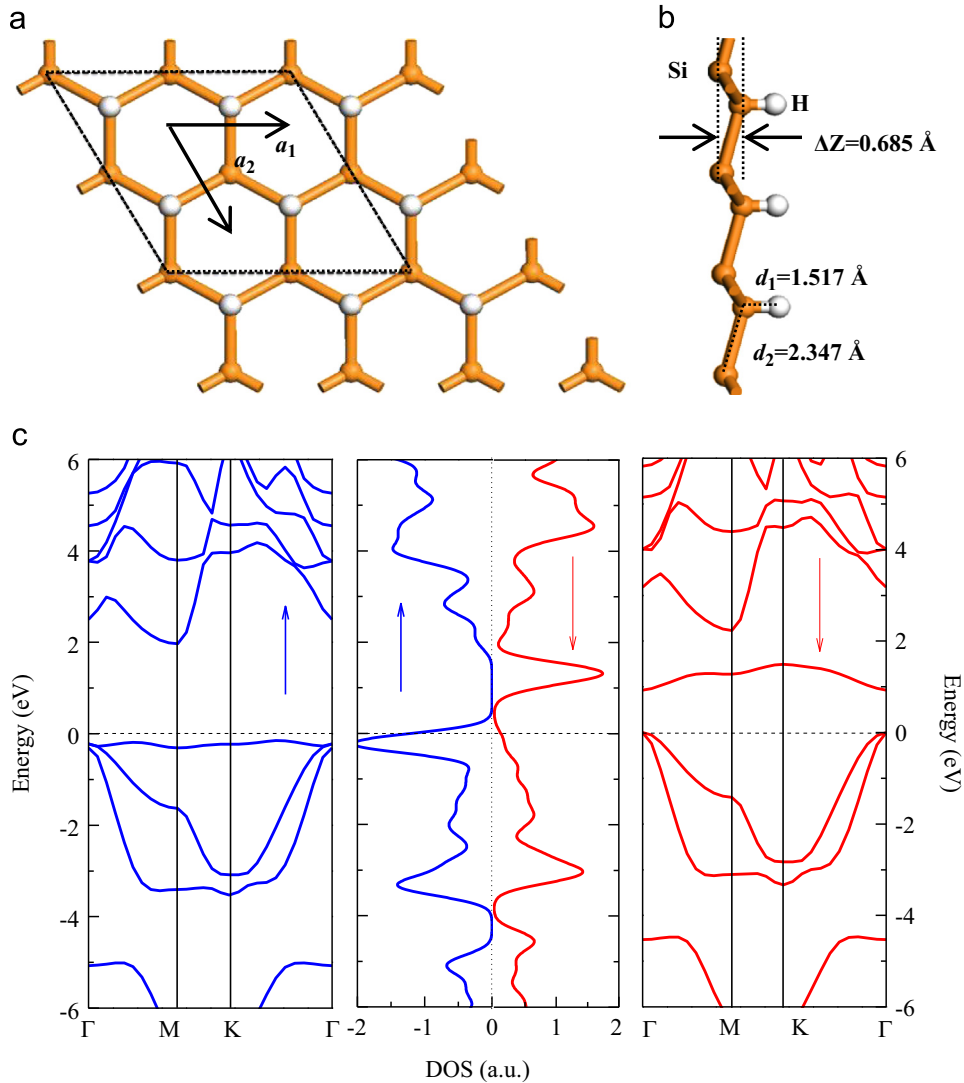 a
b
Si
H
a1
a2
ΔZ=0.685 Å
d1=1.517 Å
d2=2.347 Å
c
6
4
2
0
-2
-4
-6
Energy (eV)
Γ
M
K
Γ
-2
-1
0
1
2
DOS (a.u.)
Γ
M
K
Γ
6
4
2
0
-2
-4
-6
Energy (eV)